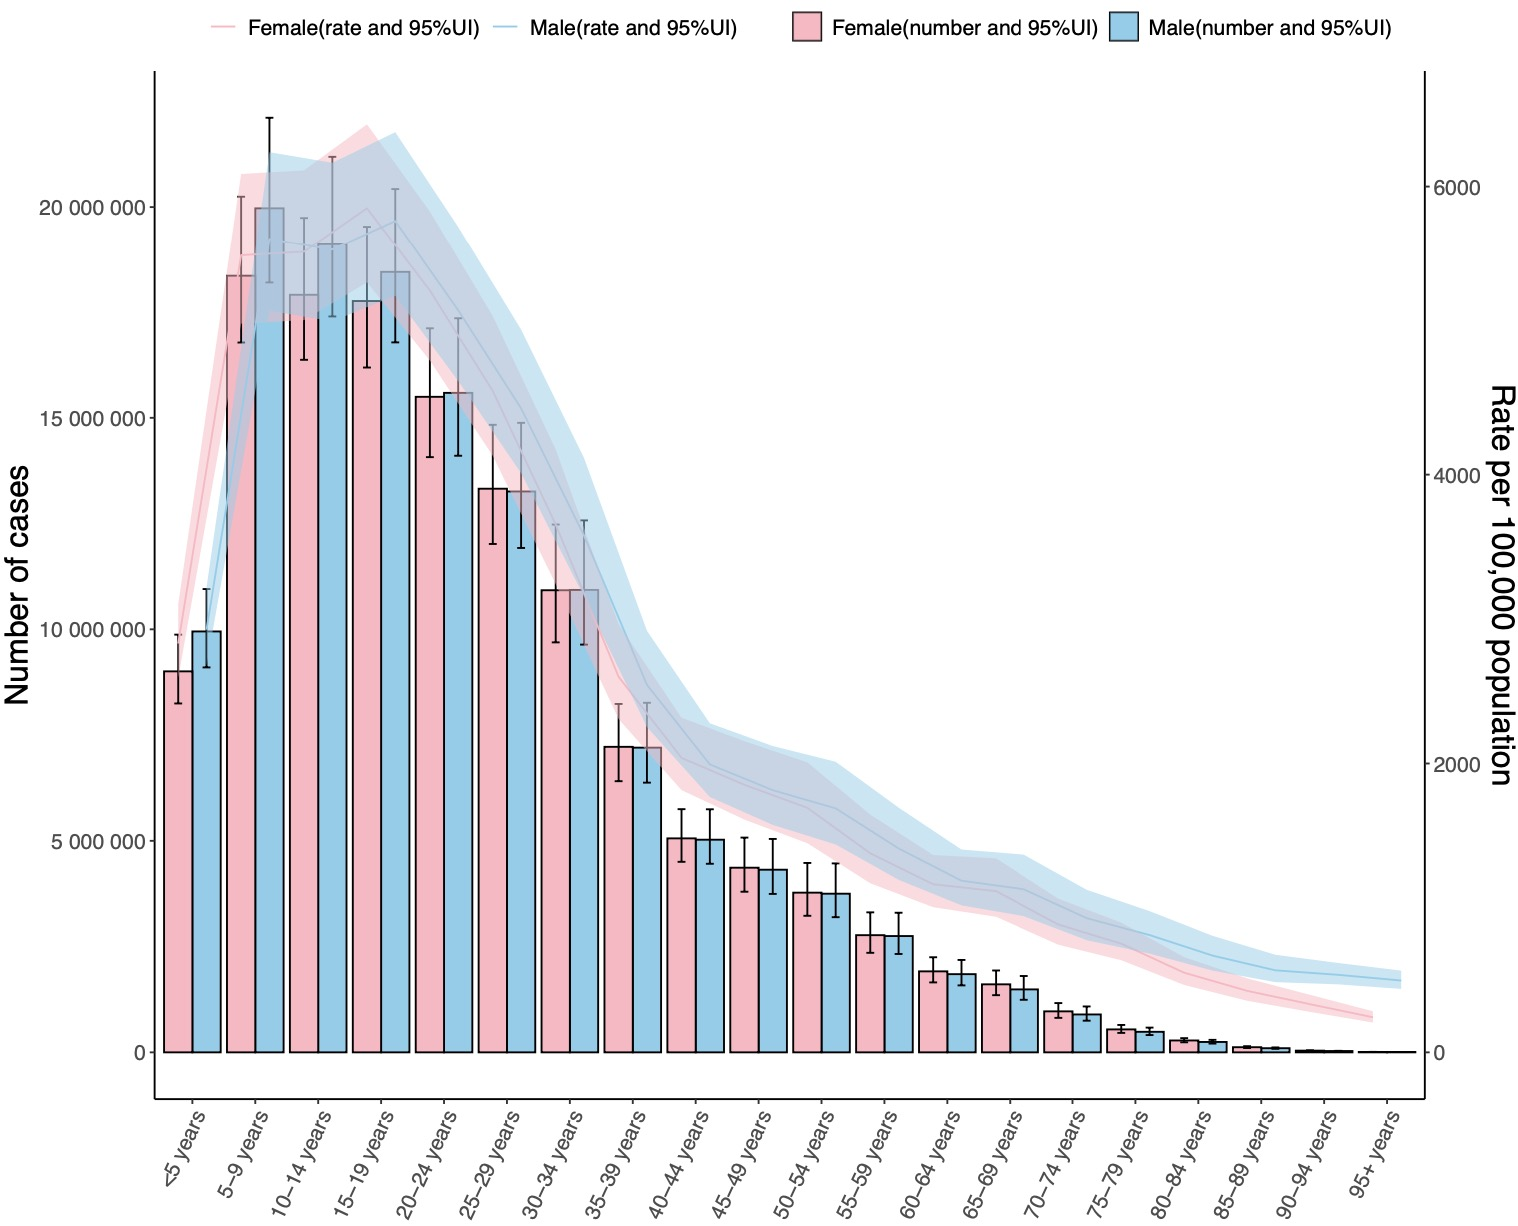 Female(rate and 95%UI) Male(rate and 95%UI) Female(number and 95%UI) Male(number and 95%UI)
Number of cases
20 000 000
15 000 000
10 000 000
5 000 000
0
6000
4000
2000
0
Rate per 100,000 population
<5 years
5–9 years
10–14 years
15–19 years
20–24 years
25–29 years
30–34 years
35–39 years
40–44 years
45–49 years
50–54 years
55–59 years
60–64 years
65–69 years
70–74 years
75–79 years
80–84 years
85–89 years
90–94 years
95+ years